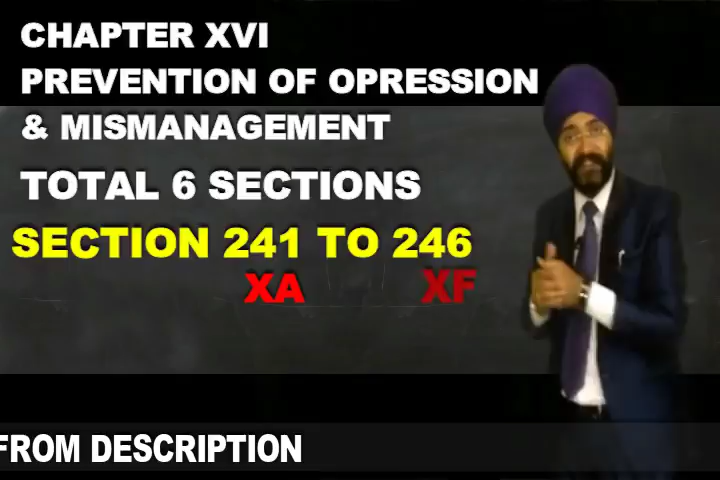 CHAPTER XVI
PREVENTION OF OPRESSION
& MISMANAGEMENT
TOTAL 6 SECTIONS
SECTION 241 TO 246
XA XF
FROM DESCRIPTION